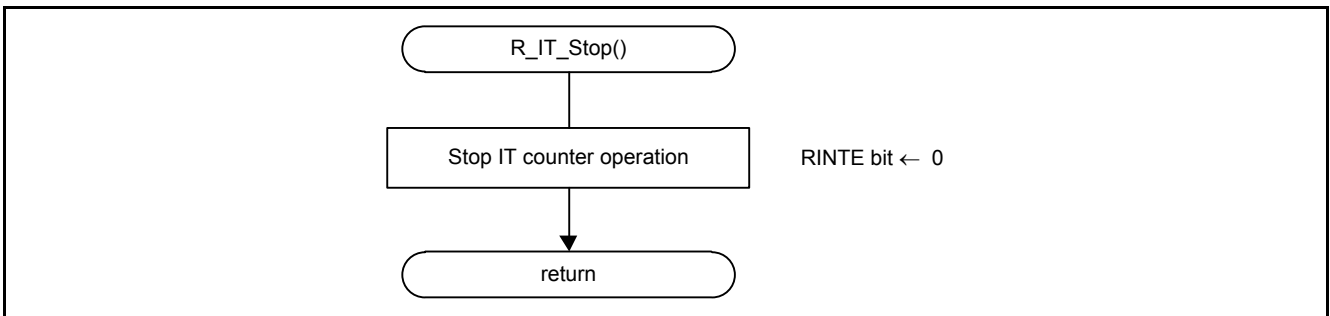 R_IT_Stop()
Stop IT counter operation
RINTE bit ← 0
return